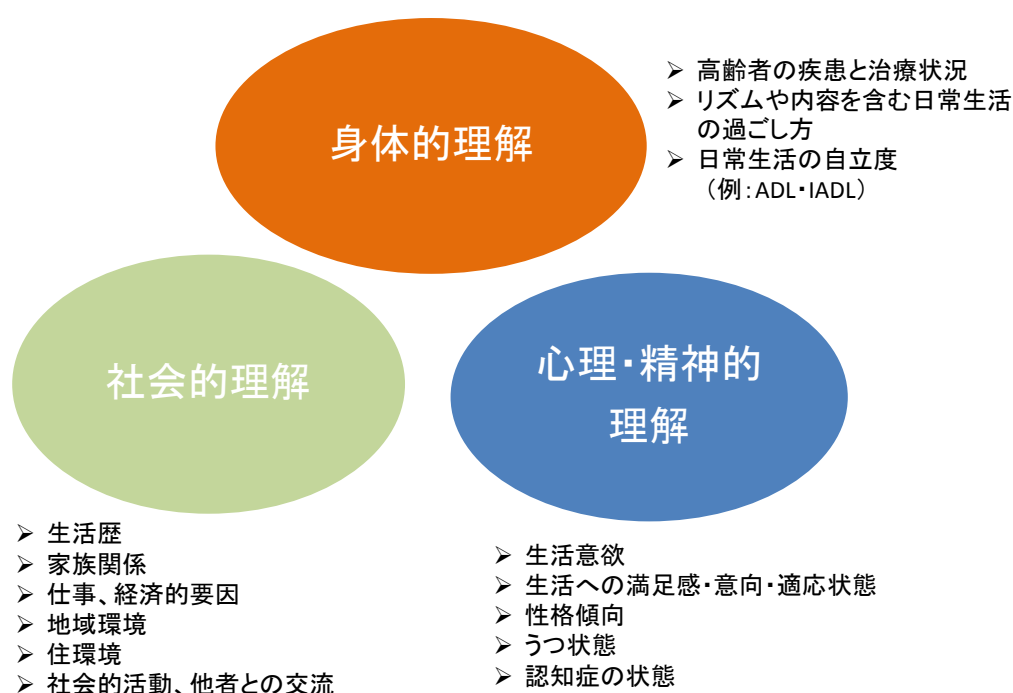 身体的理解
➢ 高齢者の疾患と治療状況
➢ リズムや内容を含む日常生活
の過ごし方
➢ 日常生活の自立度
（例：ADL・IADL）
社会的理解
➢ 生活歴
➢ 家族関係
➢ 仕事、経済的要因
➢ 地域環境
➢ 住環境
➢ 社会的活動、他者との交流
心理・精神的
理解
➢ 生活意欲
➢ 生活への満足感・意向・適応状態
➢ 性格傾向
➢ うつ状態
➢ 認知症の状態